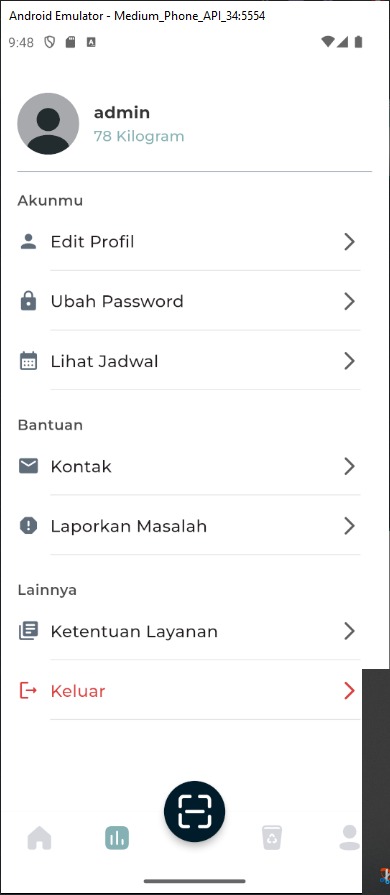 Android Emulator - Medium_Phone_API_34:5554
9:48
admin
78 Kilogram
Akunmu
Edit Profil
Ubah Password
Lihat Jadwal
Bantuan
Kontak
Laporkan Masalah
Lainnya
Ketentuan Layanan
Keluar